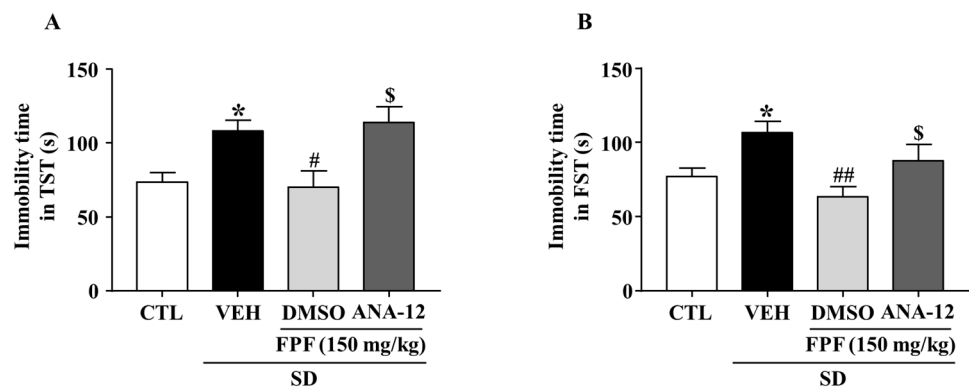 A
Immobility time
in TST (s)
150
100
50
0
*
#
$
CTL VEH DMSO ANA-12
FPF (150 mg/kg)
SD
B
Immobility time
in FST (s)
150
100
50
0
*
##
$
CTL VEH DMSO ANA-12
FPF (150 mg/kg)
SD